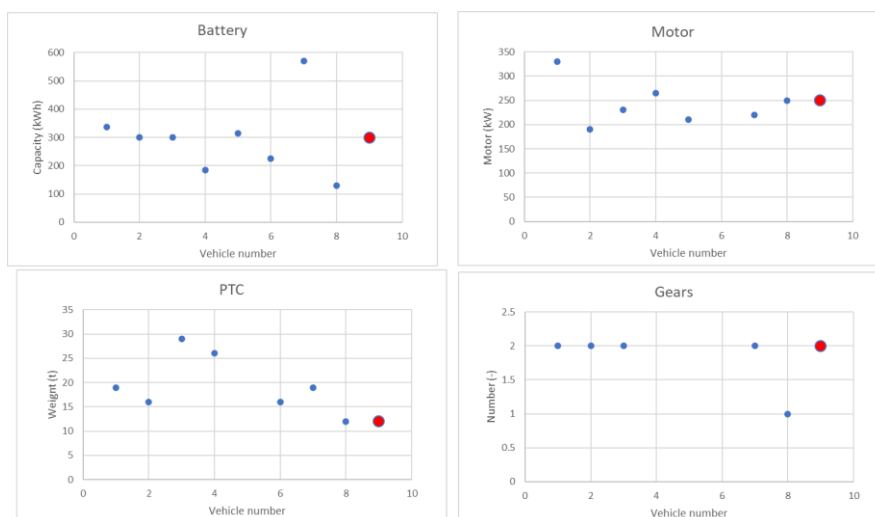 Battery
600
500
400
300
200
100
0
Capacity (kWh)
0 2 4 6 8 10
Vehicle number
Motor
350
300
250
200
150
100
50
0
Motor (kW)
0 2 4 6 8 10
Vehicle number
PTC
35
30
25
20
15
10
5
0
Weignt (t)
0 2 4 6 8 10
Vehicle number
Gears
2.5
2
1.5
1
0.5
0
Number (-)
0 2 4 6 8 10
Vehicle number